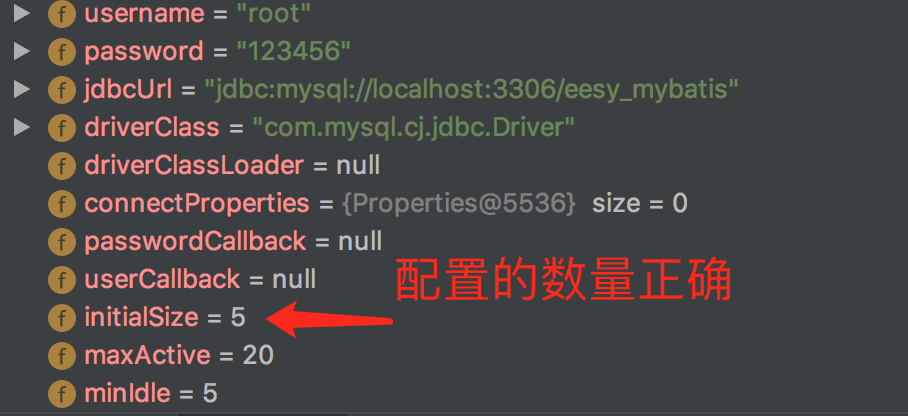 f username = "root"
f password = "123456"
f jdbcUrl = "jdbc:mysql://localhost:3306/eesy_mybatis"
f driverClass = "com.mysql.cj.jdbc.Driver"
f driverClassLoader = null
f connectProperties = {Properties@5536} size = 0
f passwordCallback = null
f userCallback = null
配置的数量正确
f initialSize = 5
f maxActive = 20
f minIdle = 5